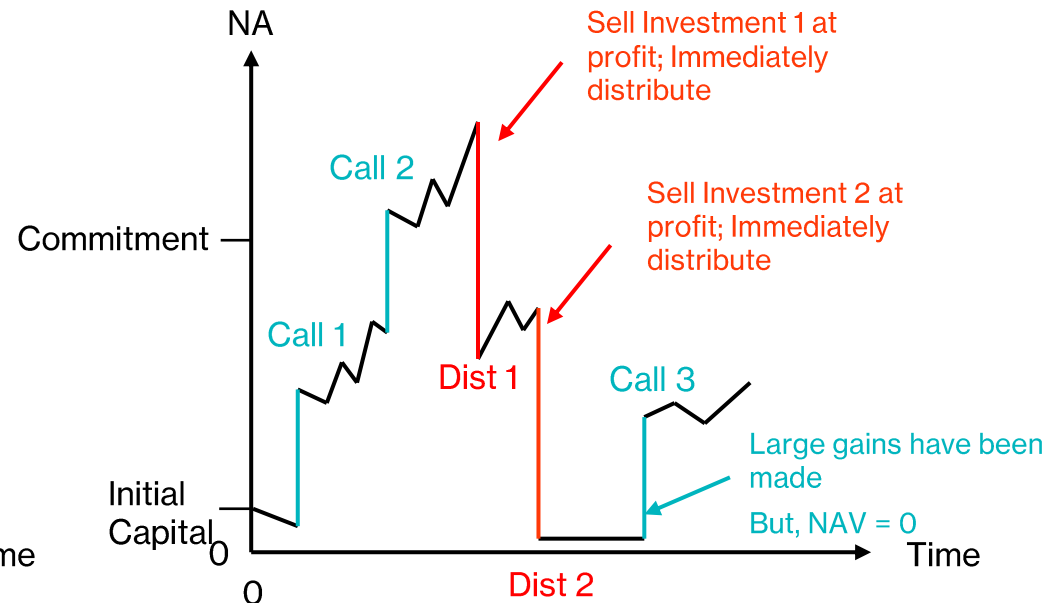 NA
Sell Investment 1 at
profit; Immediately
distribute
Call 2
Sell Investment 2 at
profit; Immediately
distribute
Commitment
Call 1
Dist 1
Call 3
Large gains have been
made
But, NAV = 0
Initial
Capital
0
me
Time
0
Dist 2